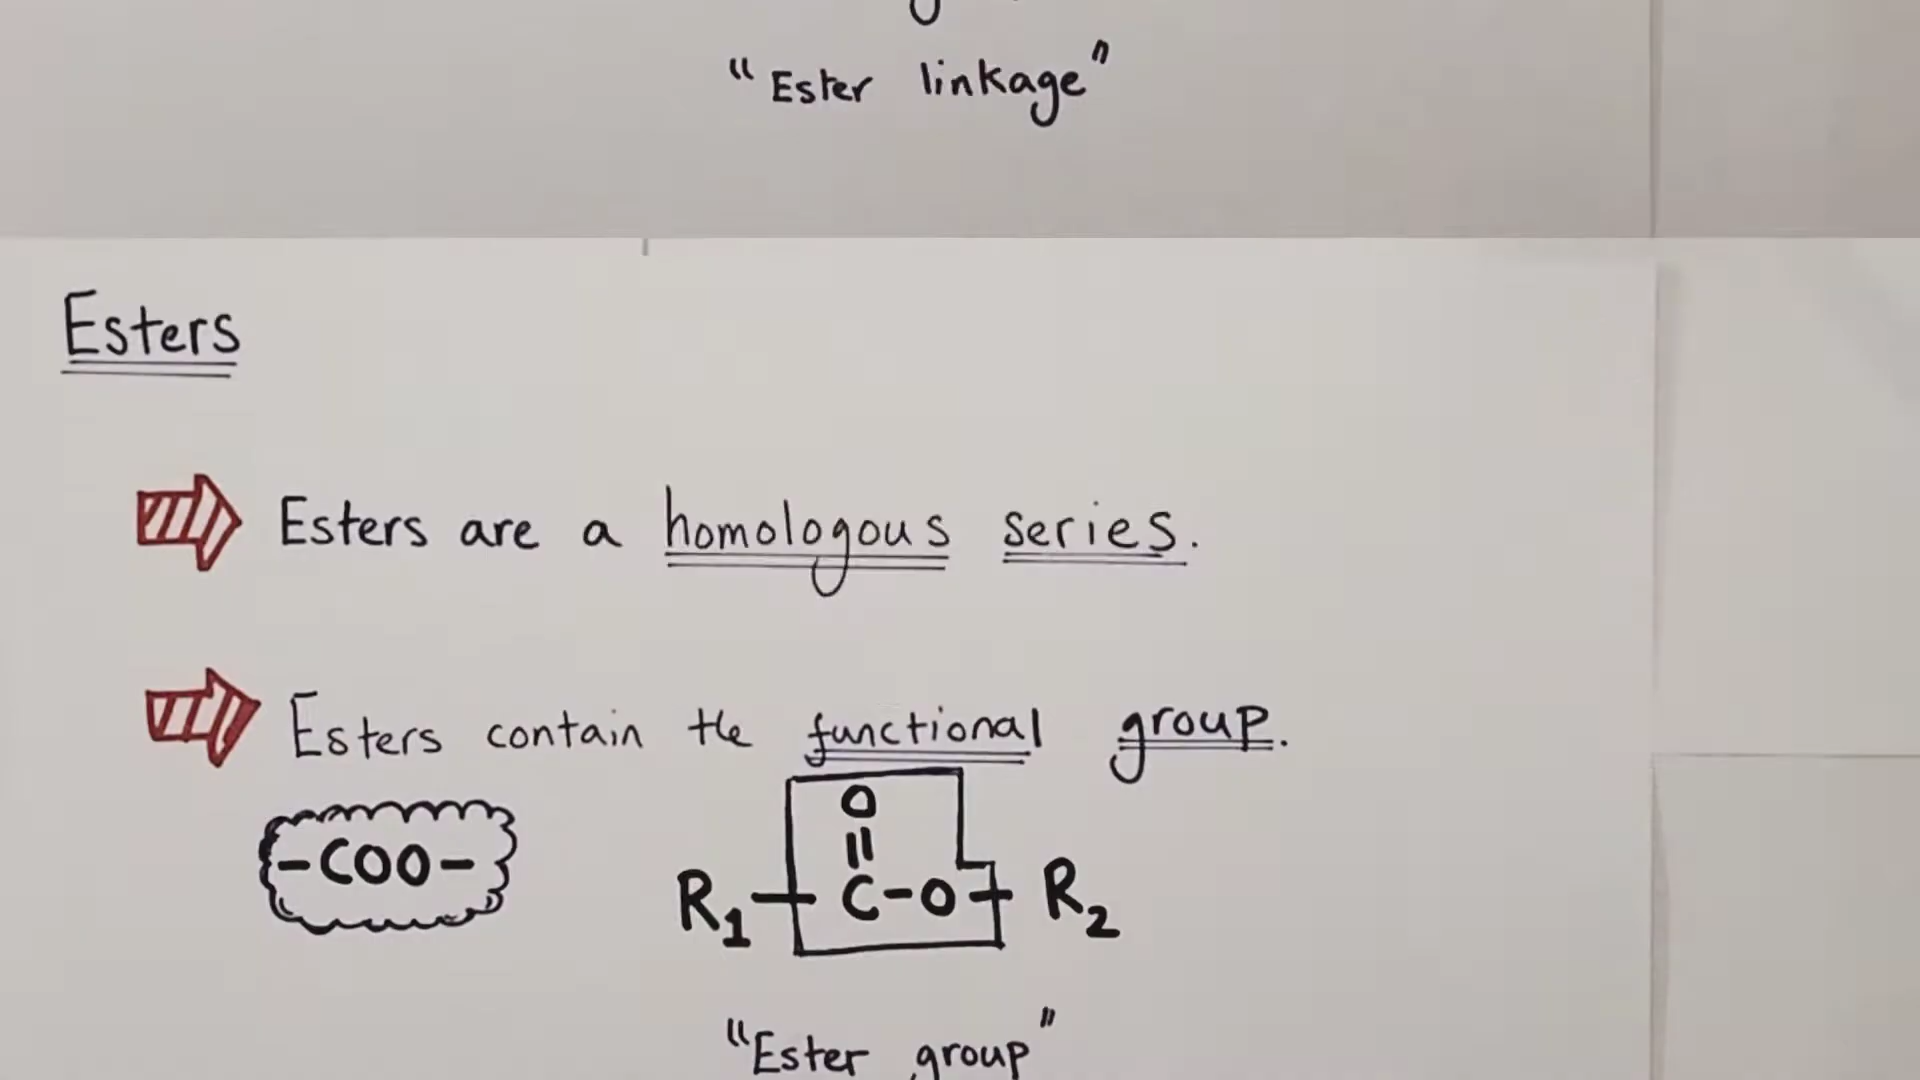 "Ester linkage"
Esters
Esters are a homologous series.
Esters contain the functional group.
-COO-
O
||
R1-C-O-R2
"Ester group"